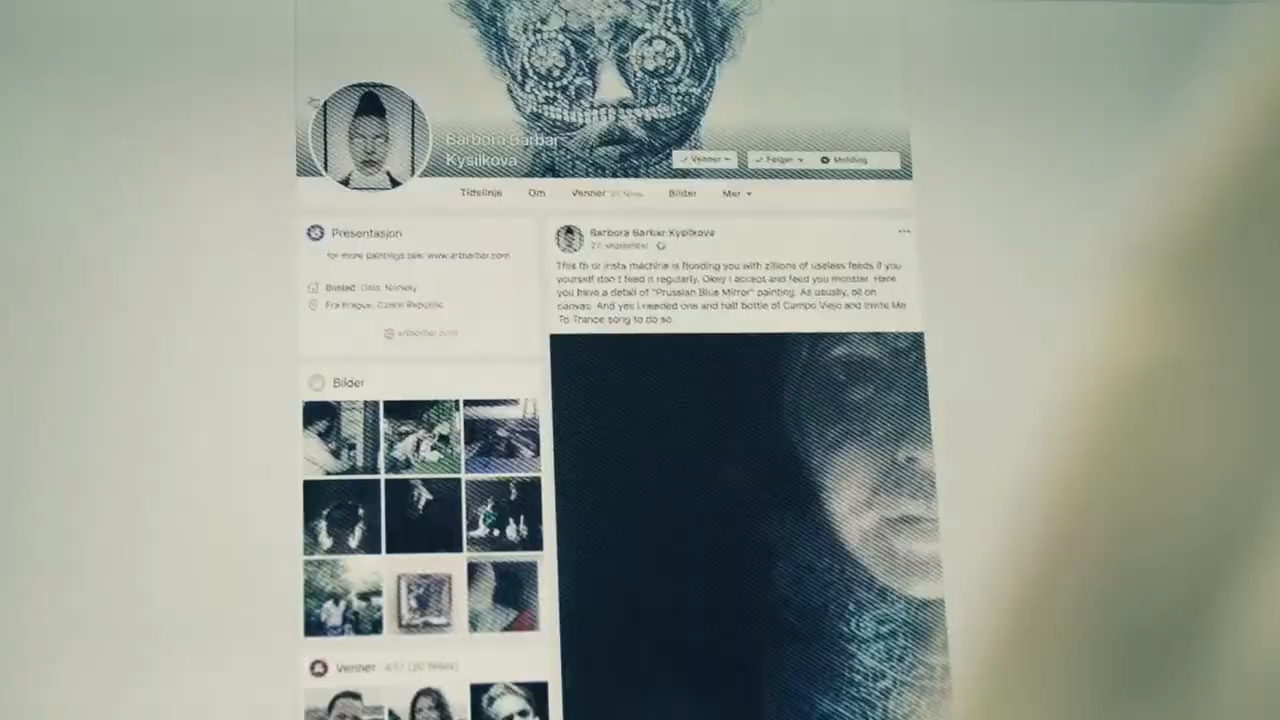 Barbora Barbar
Kysilkova
Venner
Følger
Melding
Tidslinje Om Venner Bilder Mer
Presentasjon
for more paintings see: www.artbarbar.com
Bosted: Oslo, Norway
Fra Prague, Czech Republic
artbarbar.com
Bilder
Venner
Barbora Barbar Kysilkova
27. september
This fb or insta machine is flooding you with zillions of useless feeds if you
yourself don't feed it regularly. Okey I accept and feed you monster. Here
you have a detail of "Prussian Blue Mirror" painting. As usually, oil on
canvas. And yes I needed one and half bottle of Campo Viejo and Invite Me
To Trance song to do so